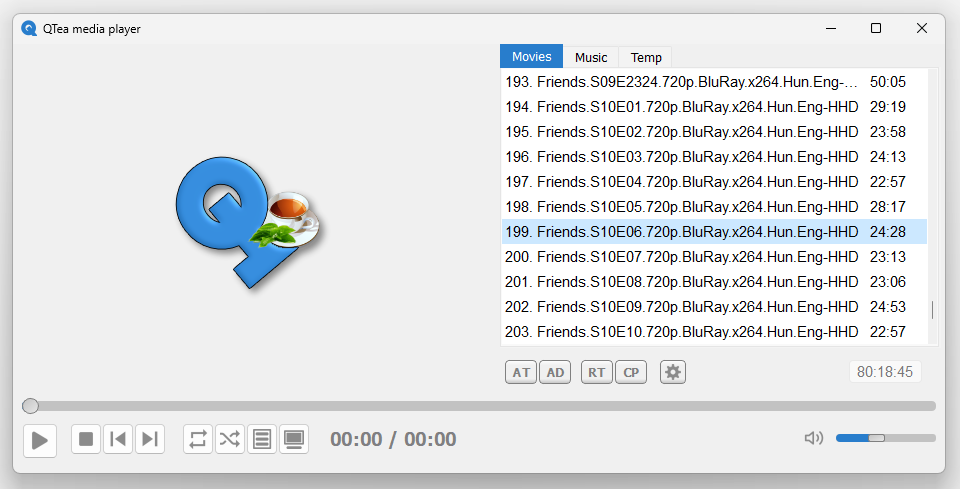 QTea media player
Movies Music Temp
193. Friends.S09E2324.720p.BluRay.x264.Hun.Eng-... 50:05
194. Friends.S10E01.720p.BluRay.x264.Hun.Eng-HHD 29:19
195. Friends.S10E02.720p.BluRay.x264.Hun.Eng-HHD 23:58
196. Friends.S10E03.720p.BluRay.x264.Hun.Eng-HHD 24:13
197. Friends.S10E04.720p.BluRay.x264.Hun.Eng-HHD 22:57
198. Friends.S10E05.720p.BluRay.x264.Hun.Eng-HHD 28:17
199. Friends.S10E06.720p.BluRay.x264.Hun.Eng-HHD 24:28
200. Friends.S10E07.720p.BluRay.x264.Hun.Eng-HHD 23:13
201. Friends.S10E08.720p.BluRay.x264.Hun.Eng-HHD 23:06
202. Friends.S10E09.720p.BluRay.x264.Hun.Eng-HHD 24:53
203. Friends.S10E10.720p.BluRay.x264.Hun.Eng-HHD 22:57
AT AD RT CP 80:18:45
00:00 / 00:00